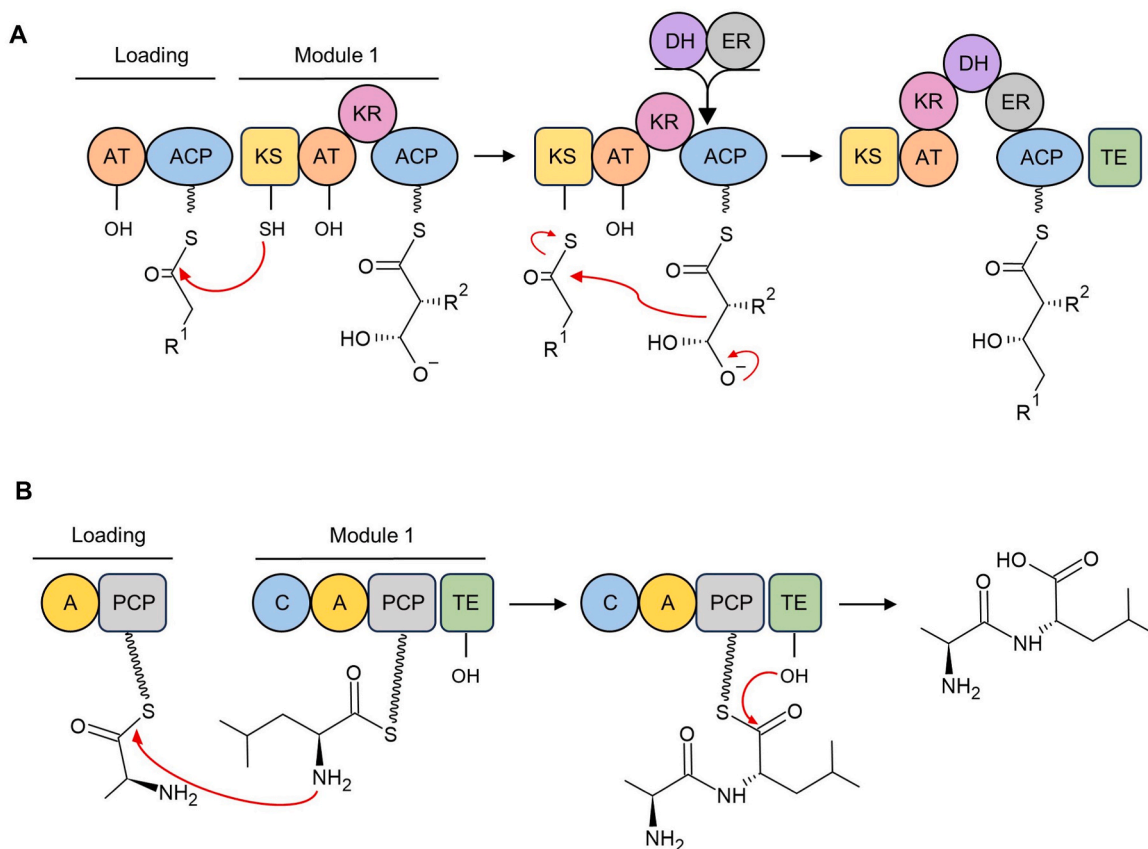 A
Loading
Module 1
DH ER
KR
AT ACP KS AT ACP
OH
SH
OH
S
O
R1
S
O
R2
HO
O−
KR
KS AT ACP
OH
S
O
R1
S
O
R2
HO
O−
DH
KR
ER
KS AT ACP TE
S
O
R2
HO
R1
B
Loading
Module 1
A PCP
C A PCP TE
OH
S
O
NH2
O
S
NH2
C A PCP TE
OH
S
O
O
NH
NH2
HO
O
O
NH
NH2